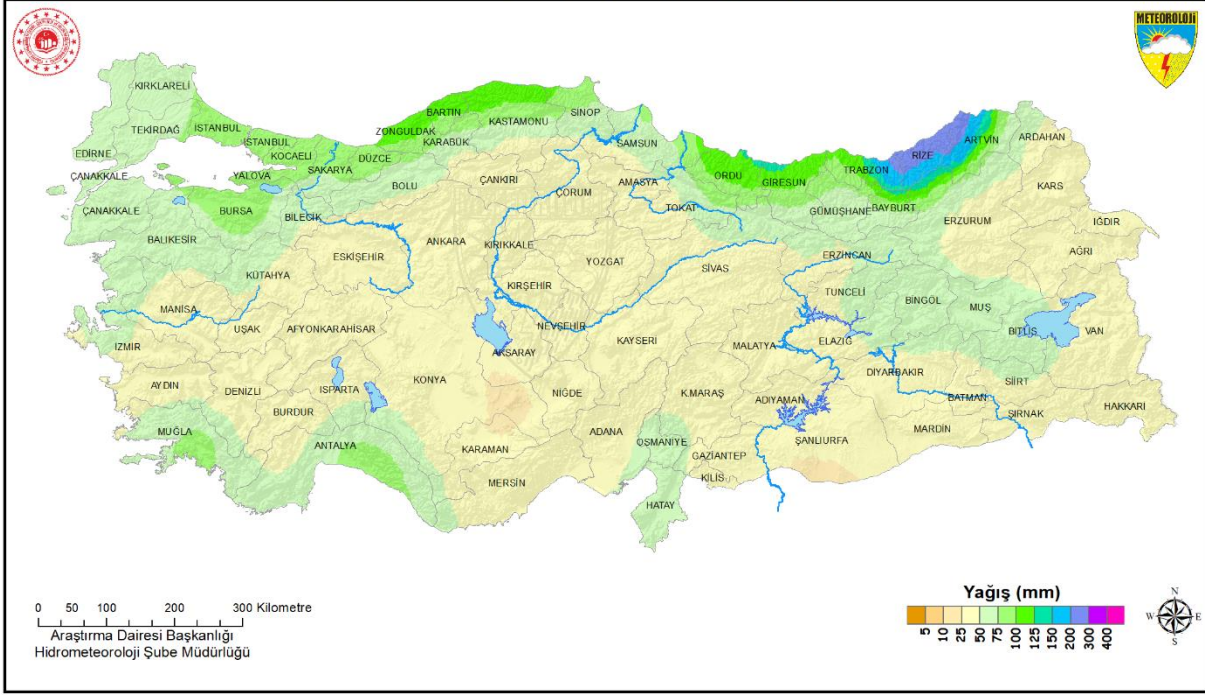 METEOROLOJİ
KIRKLARELİ
TEKİRDAĞ
İSTANBUL
İSTANBUL
EDİRNE
KOCAELİ
YALOVA
SAKARYA
DÜZCE
ZONGULDAK
BARTIN
KARABÜK
KASTAMONU
SİNOP
SAMSUN
ORDU
GİRESUN
TRABZON
RİZE
ARTVİN
ARDAHAN
ÇANAKKALE
ÇANAKKALE
BURSA
BİLECİK
BOLU
ÇANKIRI
ÇORUM
AMASYA
TOKAT
GÜMÜŞHANE
BAYBURT
ERZURUM
KARS
IĞDIR
AĞRI
BALIKESİR
KÜTAHYA
ESKİŞEHİR
ANKARA
KIRIKKALE
YOZGAT
SİVAS
ERZİNCAN
TUNCELİ
BİNGÖL
MUŞ
BİTLİS
VAN
MANİSA
UŞAK
AFYONKARAHİSAR
KIRŞEHİR
NEVŞEHİR
AKSARAY
KAYSERİ
MALATYA
ELAZIĞ
DİYARBAKIR
SİİRT
İZMİR
AYDIN
DENİZLİ
ISPARTA
BURDUR
KONYA
NİĞDE
K.MARAŞ
ADIYAMAN
BATMAN
ŞIRNAK
HAKKARİ
MARDİN
MUĞLA
ANTALYA
KARAMAN
MERSİN
ADANA
OSMANİYE
GAZİANTEP
KİLİS
ŞANLIURFA
HATAY
0 50 100 200 300 Kilometre
Araştırma Dairesi Başkanlığı
Hidrometeoroloji Şube Müdürlüğü
Yağış (mm)
5 10 25 50 75 100 125 150 200 300 400
N
W E
S